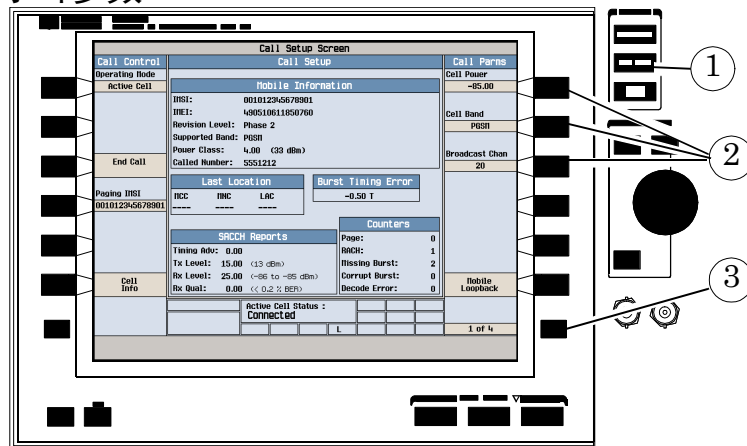 Call Setup Screen
Call Control
Call Setup
Call Parms
Operating Mode
Active Cell
End Call
Paging IMSI
001012345678901
Cell
Info
Mobile Information
IMSI: 001012345678901
IMEI: 490510611850760
Revision Level: Phase 2
Supported Band: PGSM
Power Class: 4.00 (33 dBm)
Called Number: 5551212
Last Location
MCC MNC LAC
---- ---- ----
Burst Timing Error
-0.50 T
SACCH Reports
Timing Adv: 0.00
Tx Level: 15.00 (13 dBm)
Rx Level: 25.00 (-86 to -85 dBm)
Rx Qual: 0.00 (< 0.2 % BER)
Counters
Page: 0
RACH: 1
Missing Burst: 2
Corrupt Burst: 0
Decode Error: 0
Active Cell Status :
Connected
L
Cell Power
-85.00
Cell Band
PGSM
Broadcast Chan
20
Mobile
Loopback
1 of 4
1
2
3